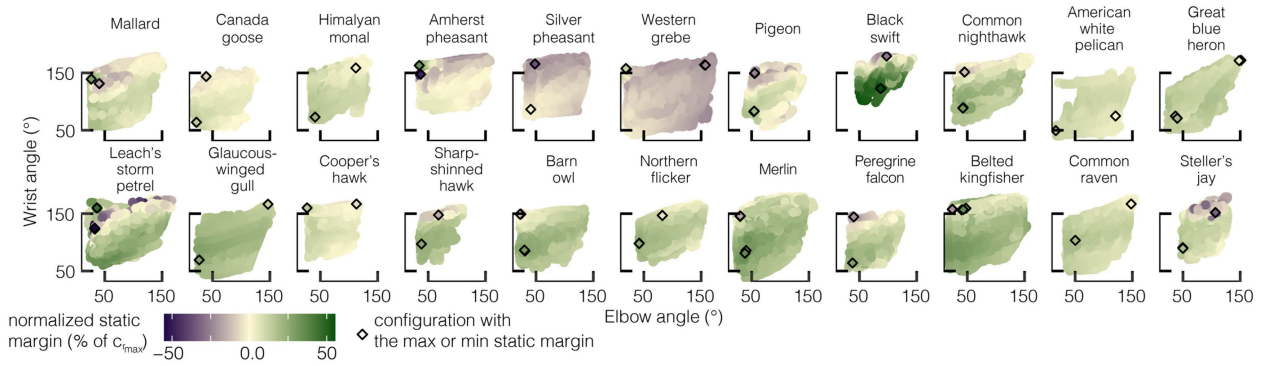 Mallard
Canada
goose
Himalyan
monal
Amherst
pheasant
Silver
pheasant
Western
grebe
Pigeon
Black
swift
Common
nighthawk
American
white
pelican
Great
blue
heron
150
50
Wrist angle (°)
Leach's
storm
petrel
Glaucous-
winged
gull
Cooper's
hawk
Sharp-
shinned
hawk
Barn
owl
Northern
flicker
Merlin
Peregrine
falcon
Belted
kingfisher
Common
raven
Steller's
jay
150
50
50 150 50 150 50 150 50 150 50 150 50 150 50 150 50 150 50 150 50 150 50 150
Elbow angle (°)
normalized static
margin (% of c_rmax)
−50 0.0 50
configuration with
the max or min static margin